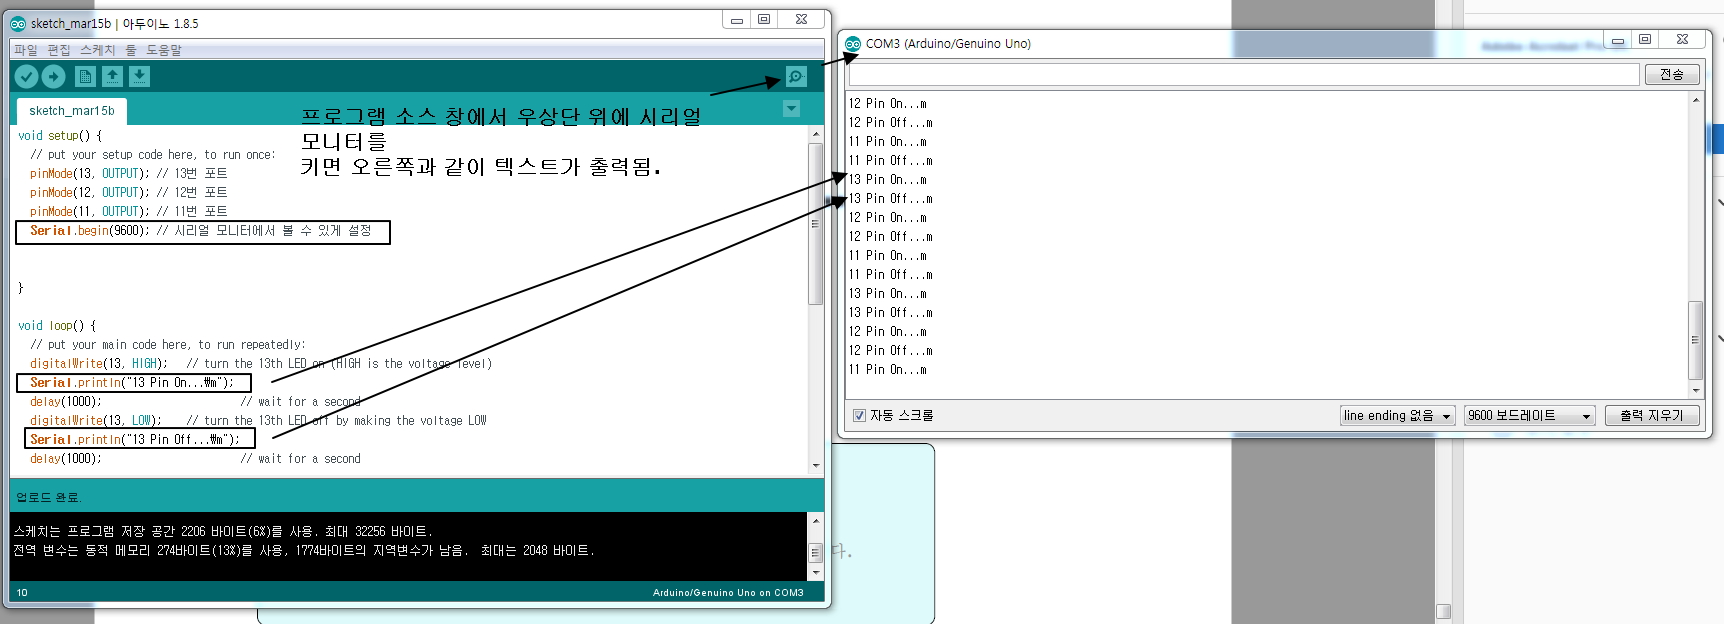 sketch_mar15b | 아두이노 1.8.5
파일 편집 스케치 툴 도움말
sketch_mar15b
프로그램 소스 창에서 우상단 위에 시리얼
모니터를
키면 오른쪽과 같이 텍스트가 출력됨.
void setup() {
// put your setup code here, to run once:
pinMode(13, OUTPUT); // 13번 포트
pinMode(12, OUTPUT); // 12번 포트
pinMode(11, OUTPUT); // 11번 포트
Serial.begin(9600); // 시리얼 모니터에서 볼 수 있게 설정
}
void loop() {
// put your main code here, to run repeatedly:
digitalWrite(13, HIGH);   // turn the 13th LED on (HIGH is the voltage level)
Serial.println("13 Pin On...₩m");
delay(1000);                       // wait for a second
digitalWrite(13, LOW);    // turn the 13th LED off by making the voltage LOW
Serial.println("13 Pin Off...₩m");
delay(1000);                       // wait for a second
업로드 완료.
스케치는 프로그램 저장 공간 2206 바이트(6%)를 사용. 최대 32256 바이트.
전역 변수는 동적 메모리 274바이트(13%)를 사용, 1774바이트의 지역변수가 남음.  최대는 2048 바이트.
10
Arduino/Genuino Uno on COM3
다.
COM3 (Arduino/Genuino Uno)
전송
12 Pin On...m
12 Pin Off...m
11 Pin On...m
11 Pin Off...m
13 Pin On...m
13 Pin Off...m
12 Pin On...m
12 Pin Off...m
11 Pin On...m
11 Pin Off...m
13 Pin On...m
13 Pin Off...m
12 Pin On...m
12 Pin Off...m
11 Pin On...m
자동 스크롤
line ending 없음
9600 보드레이트
출력 지우기